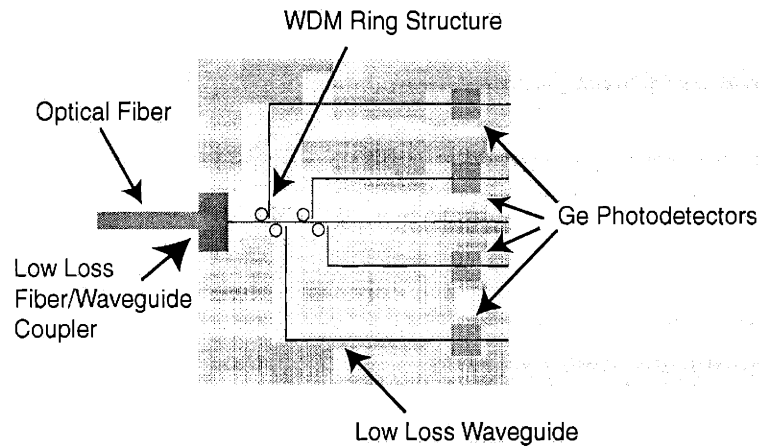 WDM Ring Structure
Optical Fiber
Ge Photodetectors
Low Loss
Fiber/Waveguide
Coupler
Low Loss Waveguide